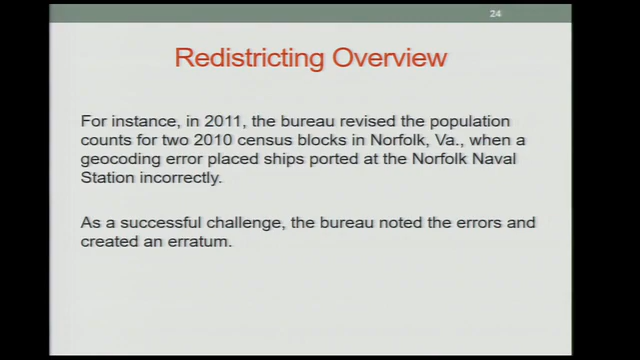 24
Redistricting Overview
For instance, in 2011, the bureau revised the population
counts for two 2010 census blocks in Norfolk, Va., when a
geocoding error placed ships ported at the Norfolk Naval
Station incorrectly.
As a successful challenge, the bureau noted the errors and
created an erratum.